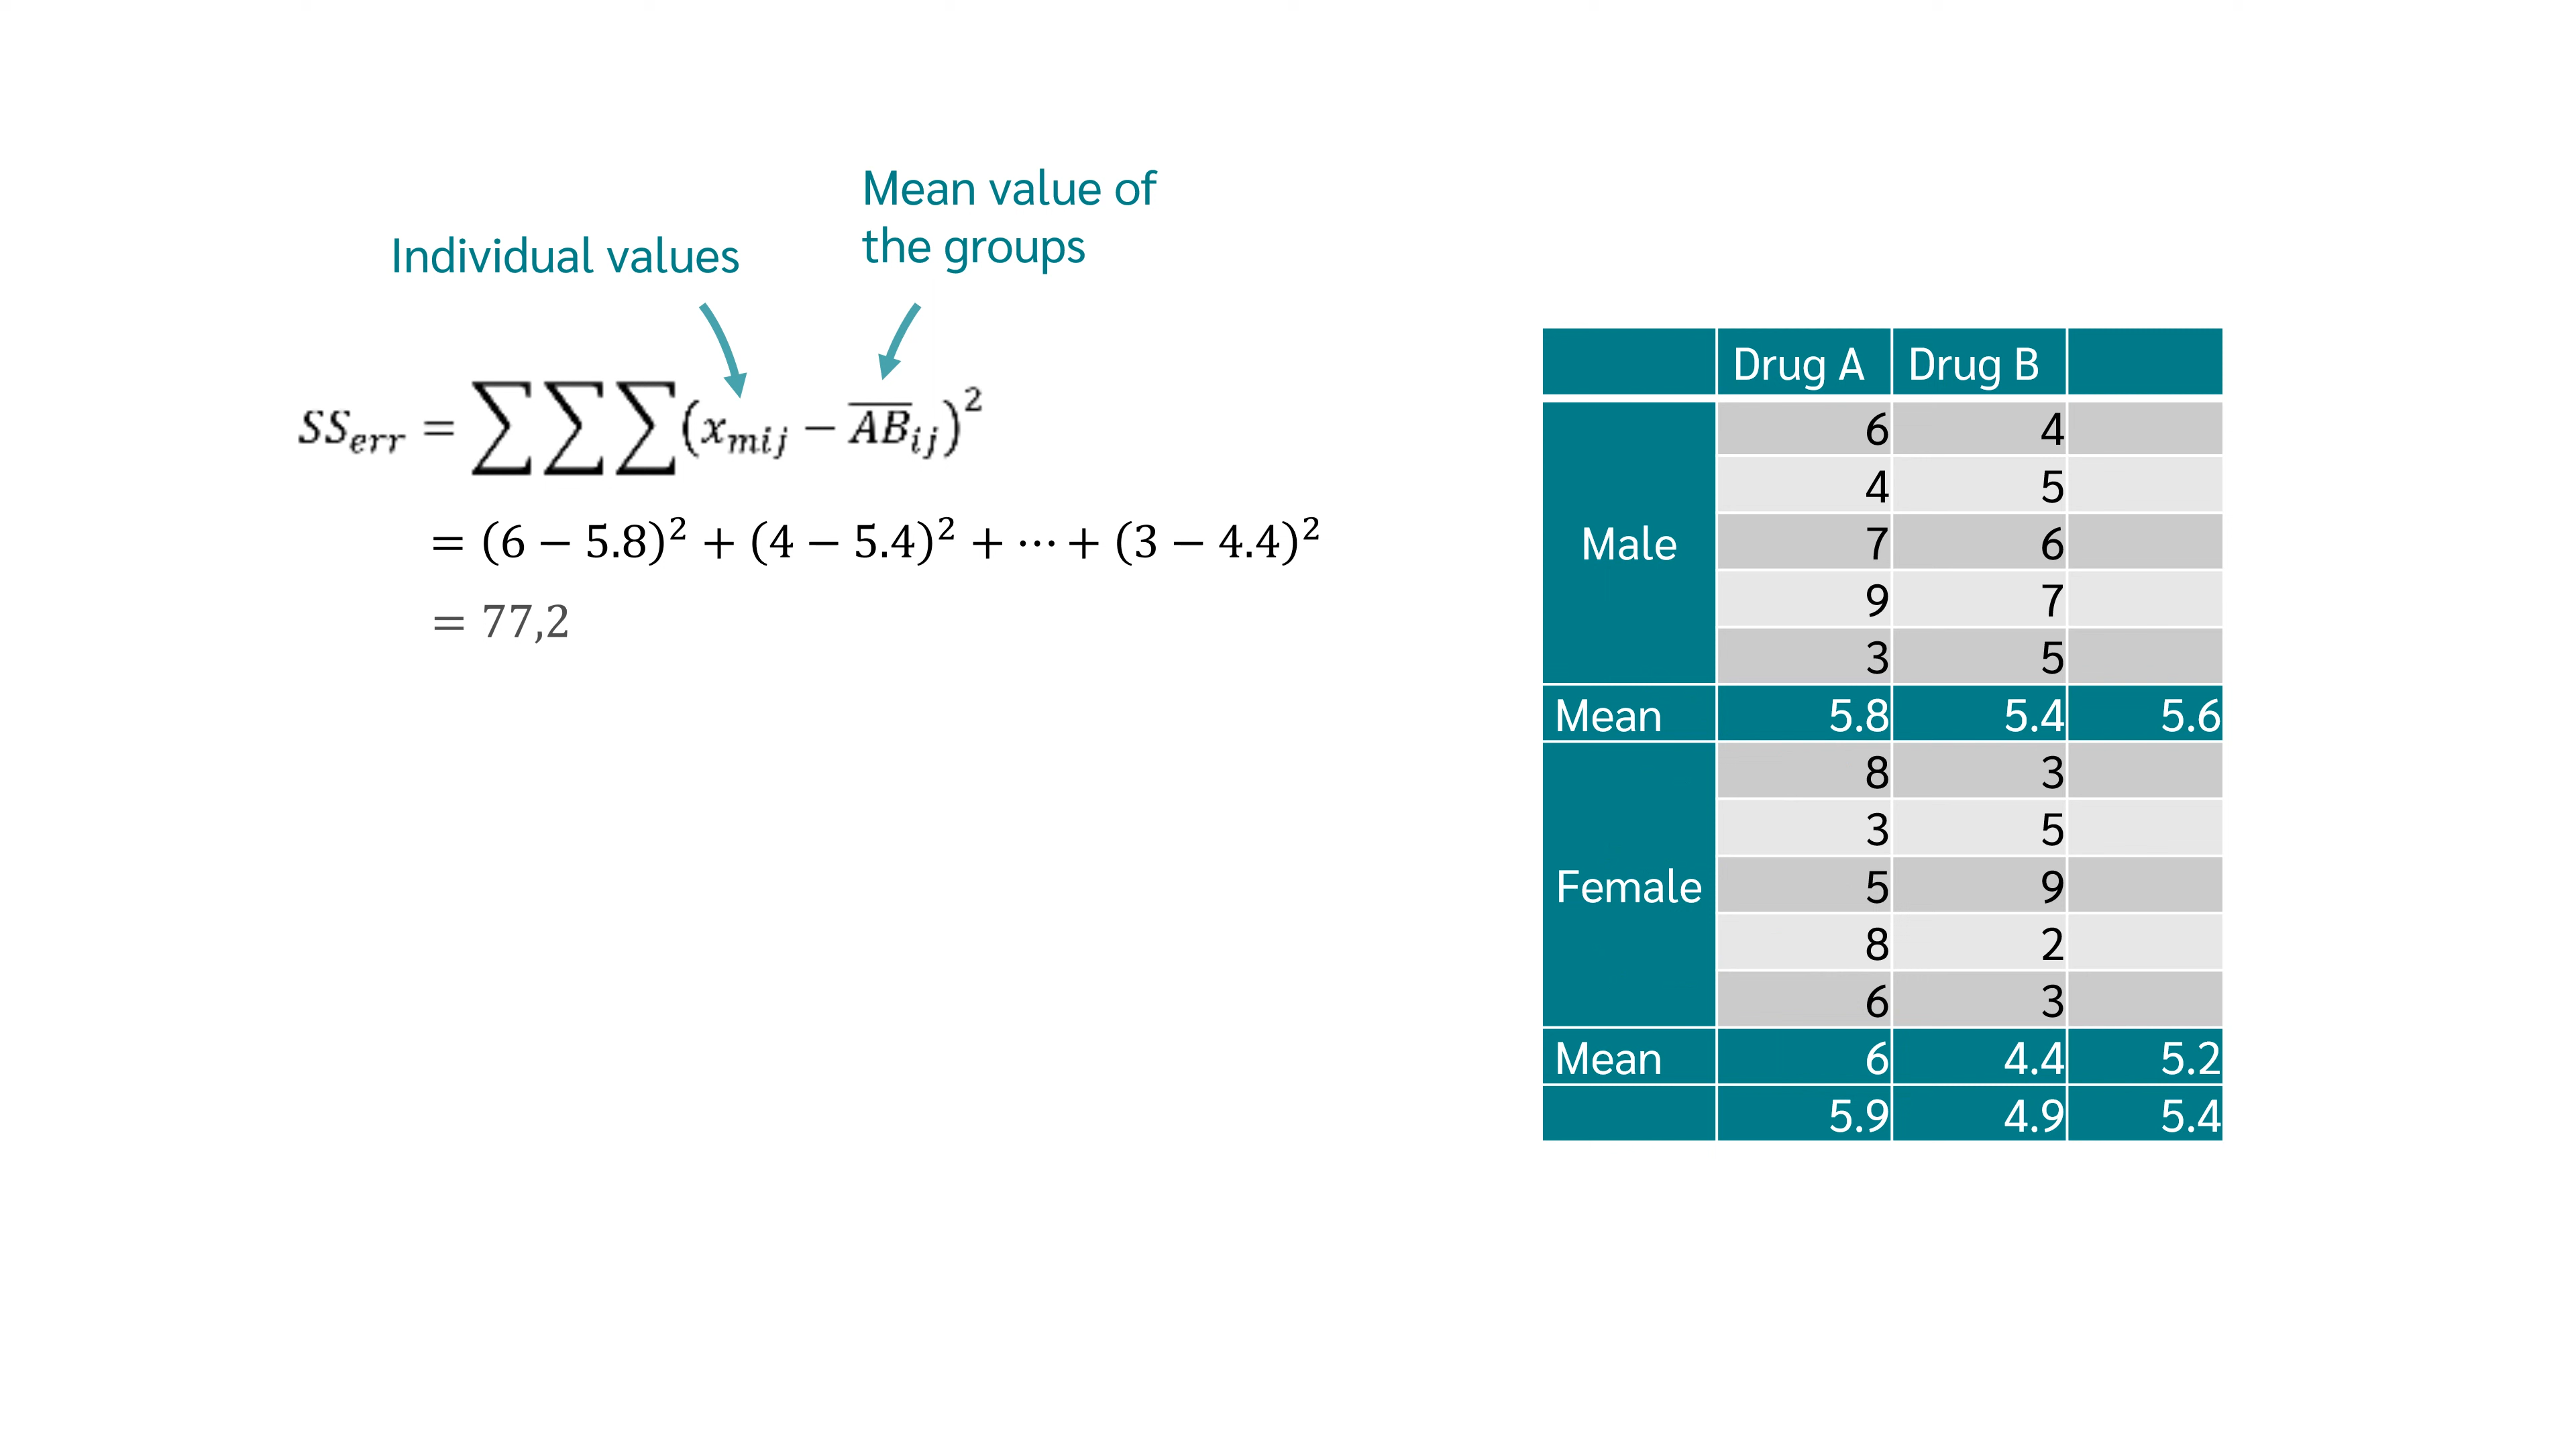 Mean value of
the groups
Individual values
SS_err = ∑∑∑(x_mij − \overline{AB}_ij)²
= (6 − 5.8)² + (4 − 5.4)² + ⋯ + (3 − 4.4)²
= 77,2
Drug A Drug B
Male
6 4
4 5
7 6
9 7
3 5
Mean 5.8 5.4 5.6
Female
8 3
3 5
5 9
8 2
6 3
Mean 6 4.4 5.2
5.9 4.9 5.4